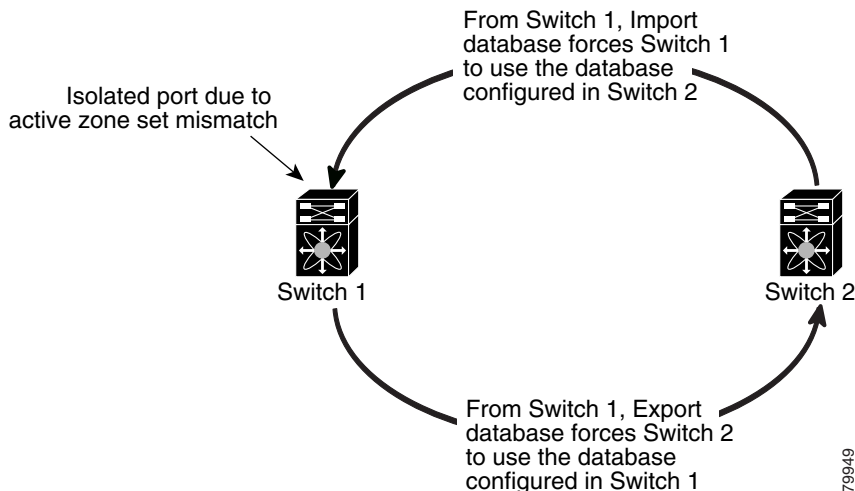 From Switch 1, Import
database forces Switch 1
to use the database
configured in Switch 2
Isolated port due to
active zone set mismatch
Switch 1
Switch 2
From Switch 1, Export
database forces Switch 2
to use the database
configured in Switch 1
79949